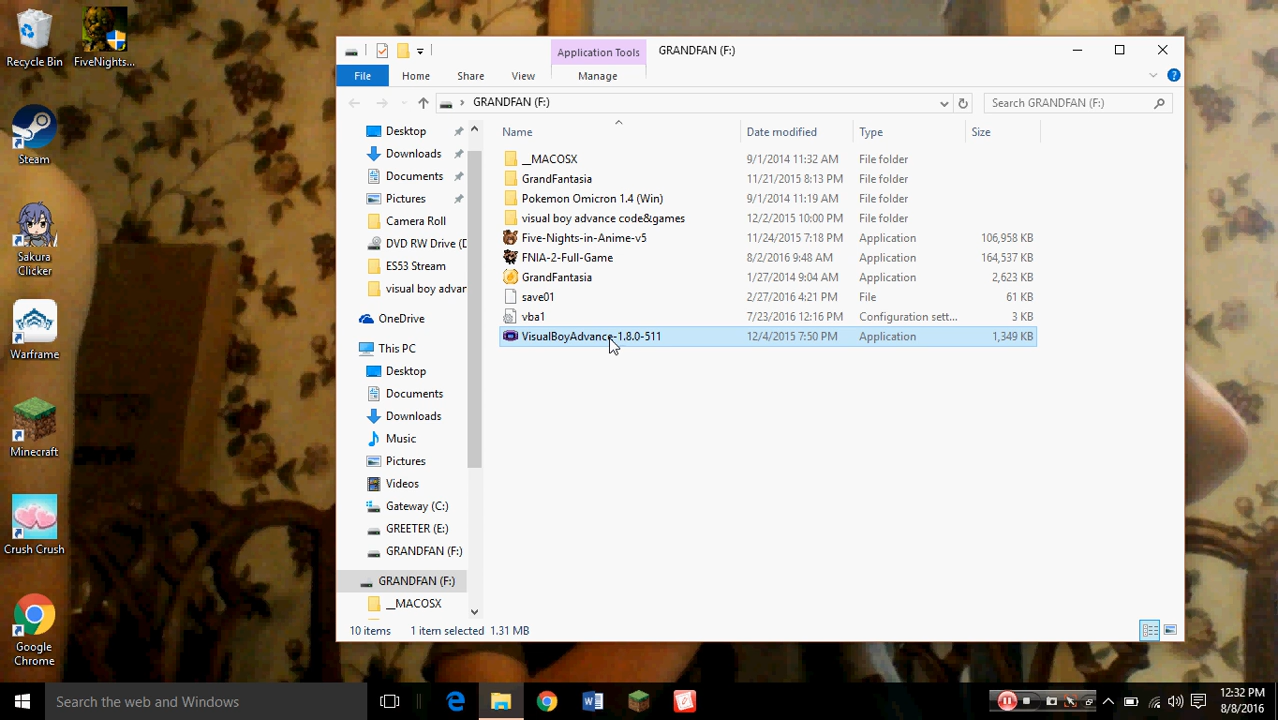 Recycle Bin
FiveNights...
Steam
Sakura
Clicker
Warframe
Minecraft
Crush Crush
Google
Chrome
Application Tools
GRANDFAN (F:)
File
Home
Share
View
Manage
GRANDFAN (F:)
Search GRANDFAN (F:)
Desktop
Downloads
Documents
Pictures
Camera Roll
DVD RW Drive (D
ES53 Stream
visual boy advar
OneDrive
This PC
Desktop
Documents
Downloads
Music
Pictures
Videos
Gateway (C:)
GREETER (E:)
GRANDFAN (F:)
GRANDFAN (F:)
__MACOSX
Name Date modified Type Size
__MACOSX 9/1/2014 11:32 AM File folder
GrandFantasia 11/21/2015 8:13 PM File folder
Pokemon Omicron 1.4 (Win) 9/1/2014 11:19 AM File folder
visual boy advance code&games 12/2/2015 10:00 PM File folder
Five-Nights-in-Anime-v5 11/24/2015 7:18 PM Application 106,958 KB
FNIA-2-Full-Game 8/2/2016 9:48 AM Application 164,537 KB
GrandFantasia 1/27/2014 9:04 AM Application 2,623 KB
save01 2/27/2016 4:21 PM File 61 KB
vba1 7/23/2016 12:16 PM Configuration sett... 3 KB
VisualBoyAdvance-1.8.0-511 12/4/2015 7:50 PM Application 1,349 KB
10 items 1 item selected 1.31 MB
Search the web and Windows
12:32 PM
8/8/2016